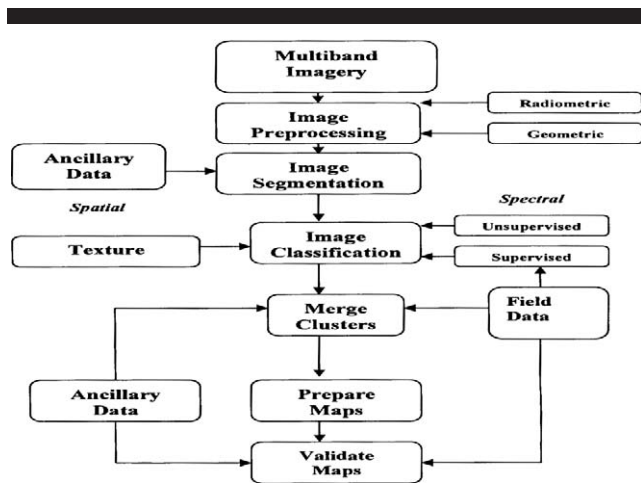 Multiband
Imagery
Radiometric
Image
Preprocessing
Geometric
Ancillary
Data
Image
Segmentation
Spatial
Spectral
Unsupervised
Texture
Image
Classification
Supervised
Merge
Clusters
Field
Data
Ancillary
Data
Prepare
Maps
Validate
Maps